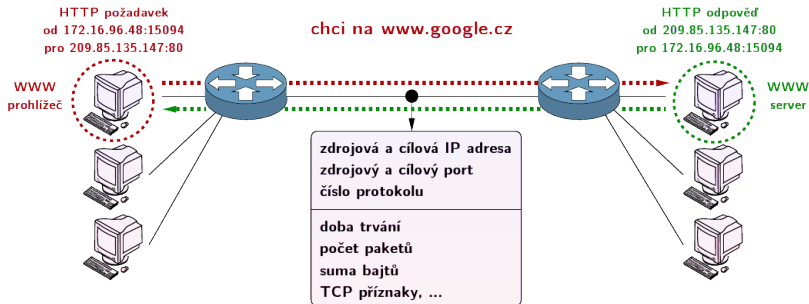 HTTP požadavek
od 172.16.96.48:15094
pro 209.85.135.147:80
chci na www.google.cz
HTTP odpověď
od 209.85.135.147:80
pro 172.16.96.48:15094
WWW
prohlížeč
WWW
server
zdrojová a cílová IP adresa
zdrojový a cílový port
číslo protokolu
doba trvání
počet paketů
suma bajtů
TCP příznaky, ...